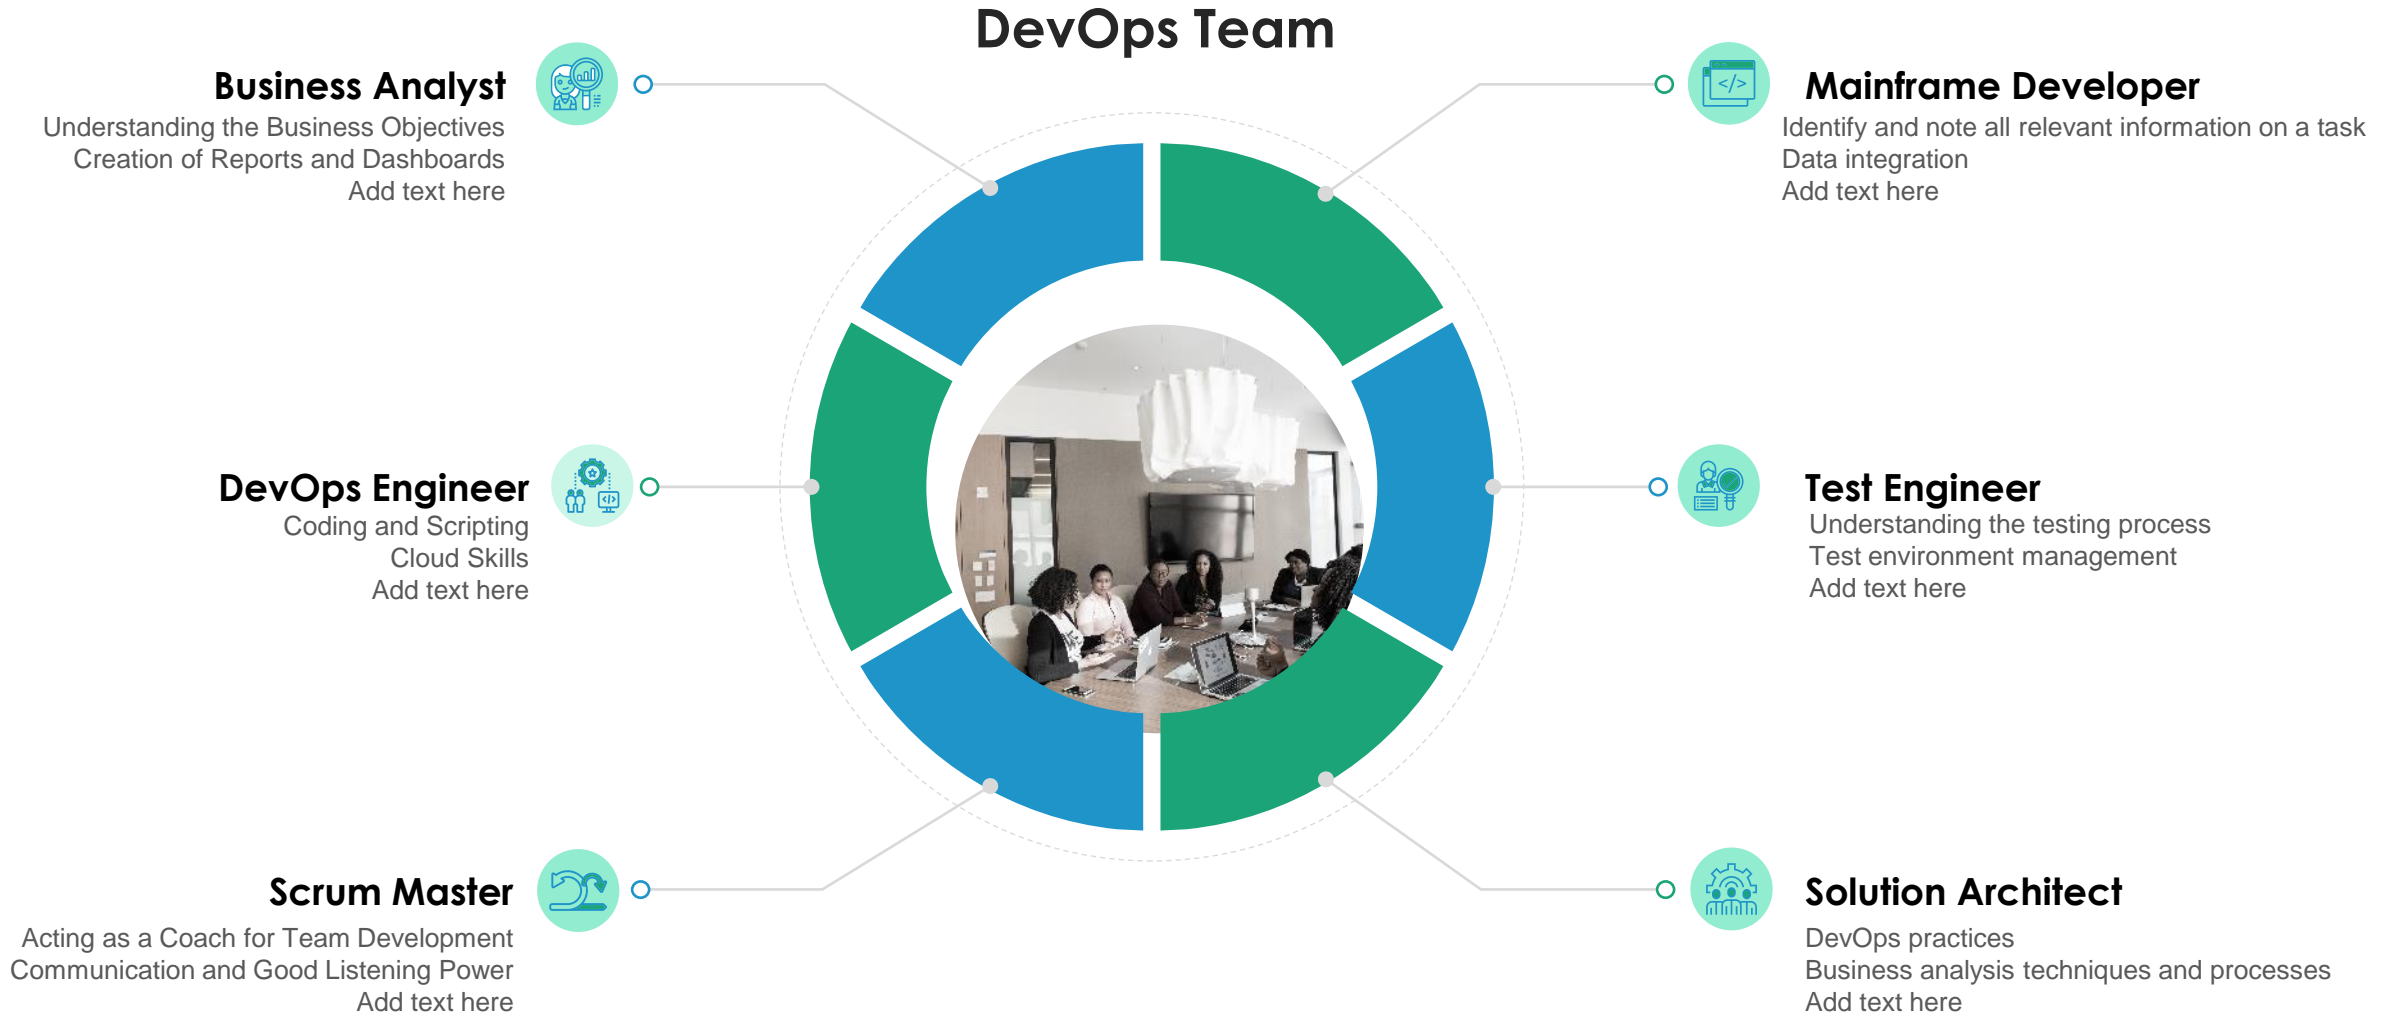 DevOps Team
Business Analyst
Understanding the Business Objectives
Creation of Reports and Dashboards
Add text here
Mainframe Developer
Identify and note all relevant information on a task
Data integration
Add text here
</>
DevOps Engineer
Coding and Scripting
Cloud Skills
Add text here
</>
Test Engineer
Understanding the testing process
Test environment management
Add text here
Scrum Master
Acting as a Coach for Team Development
Communication and Good Listening Power
Add text here
Solution Architect
DevOps practices
Business analysis techniques and processes
Add text here